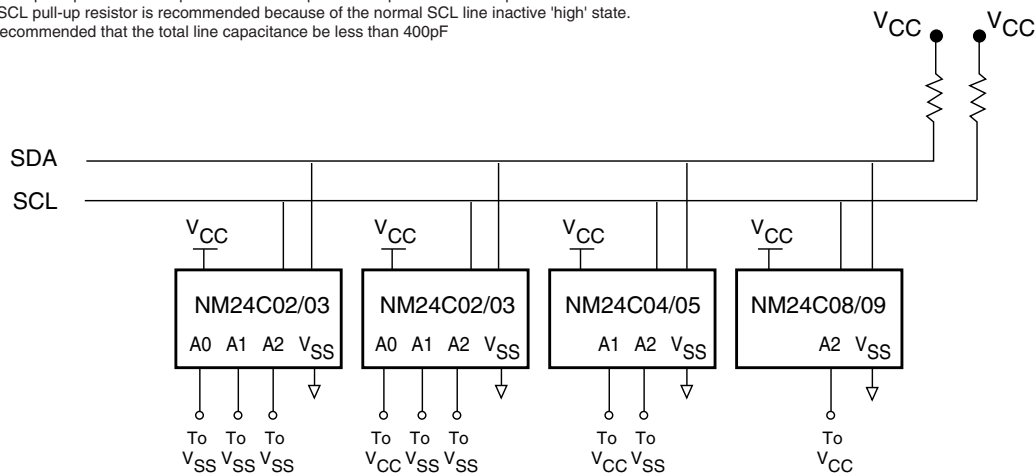 SCL pull-up resistor is recommended because of the normal SCL line inactive 'high' state.
ecommended that the total line capacitance be less than 400pF
VCC VCC
SDA
SCL
VCC VCC VCC VCC
NM24C02/03 NM24C02/03 NM24C04/05 NM24C08/09
A0 A1 A2 VSS A0 A1 A2 VSS A1 A2 VSS A2 VSS
To To To To To To To To To
VSS VSS VSS VCC VSS VSS VCC VSS VCC